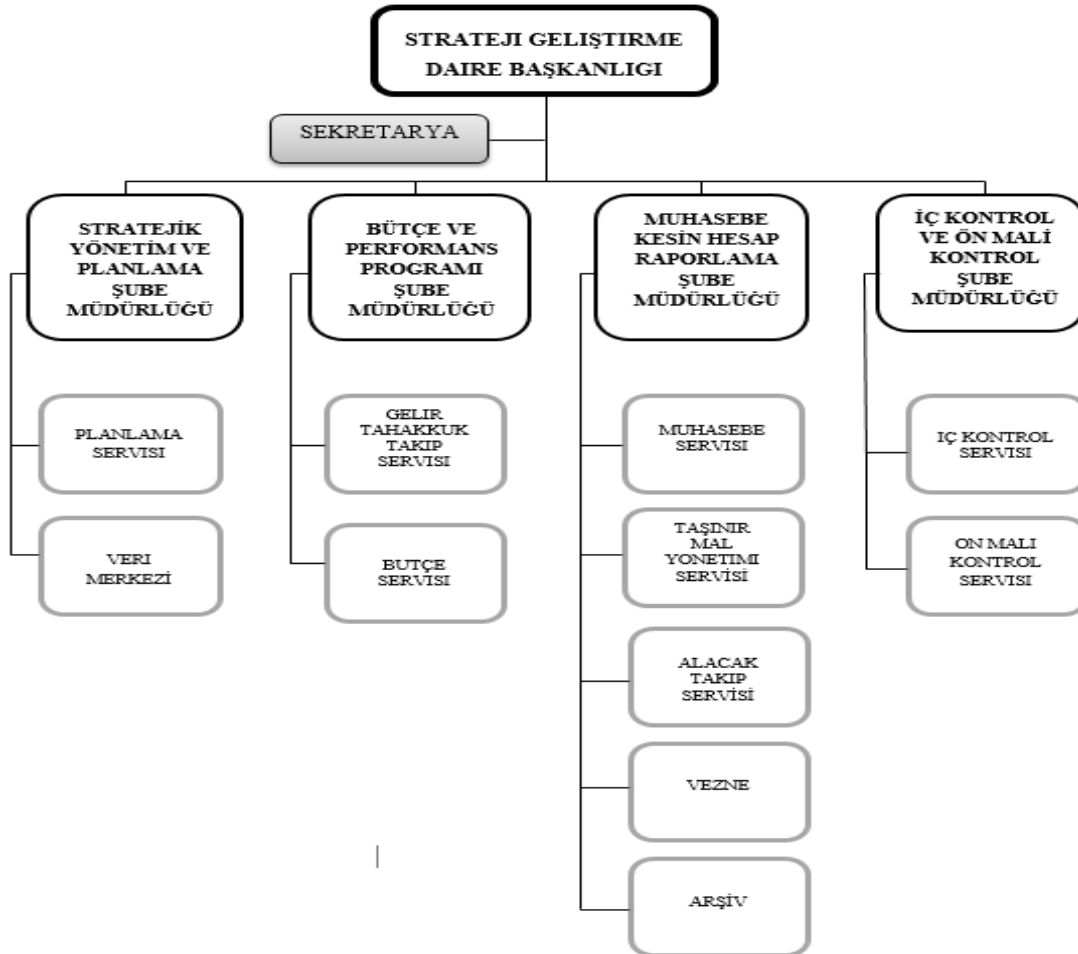 STRATEJI GELIŞTIRME
DAIRE BAŞKANLIGI
SEKRETARYA
STRATEJİK
YÖNETİM VE
PLANLAMA
ŞUBE
MÜDÜRLÜĞÜ
BÜTÇE VE
PERFORMANS
PROGRAMI
ŞUBE
MÜDÜRLÜĞÜ
MUHASEBE
KESİN HESAP
RAPORLAMA
ŞUBE
MÜDÜRLÜĞÜ
İÇ KONTROL
VE ÖN MALİ
KONTROL
ŞUBE
MÜDÜRLÜĞÜ
PLANLAMA
SERVISI
VERI
MERKEZİ
GELIR
TAHAKKUK
TAKIP
SERVISI
BUTÇE
SERVISI
MUHASEBE
SERVISI
TAŞINIR
MAL
YONETIMI
SERVİSİ
ALACAK
TAKIP
SERVİSİ
VEZNE
ARŞİV
IÇ KONTROL
SERVISI
ON MALI
KONTROL
SERVISI